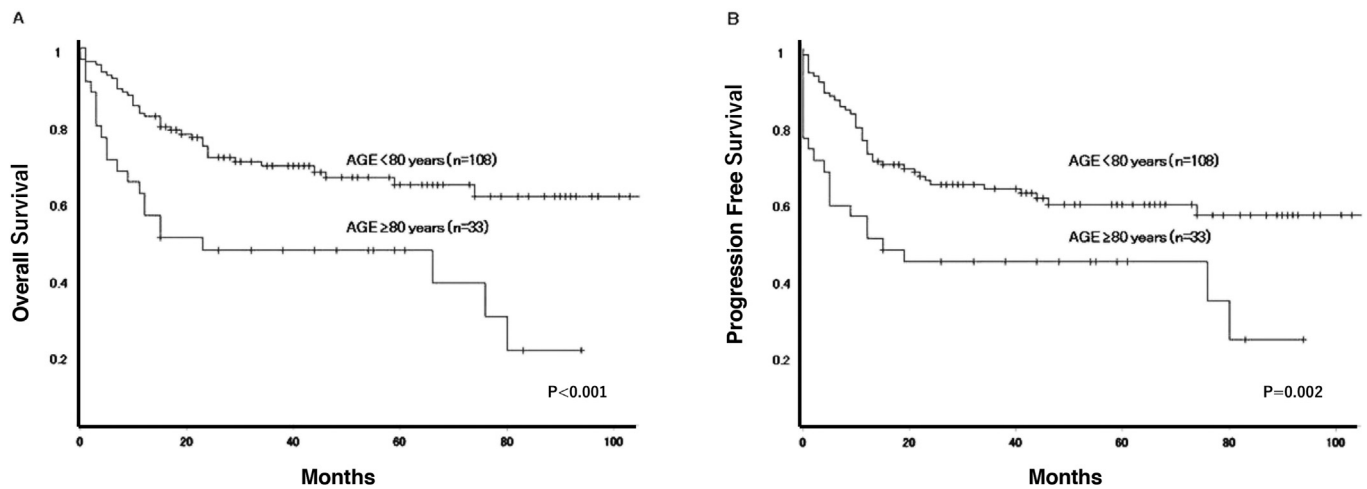 A
Overall Survival
1
0.8
0.6
0.4
0.2
AGE<80 years (n=108)
AGE≥80 years (n=33)
P<0.001
0 20 40 60 80 100
Months
B
Progression Free Survival
1
0.8
0.6
0.4
0.2
AGE<80 years (n=108)
AGE≥80 years (n=33)
P=0.002
0 20 40 60 80 100
Months